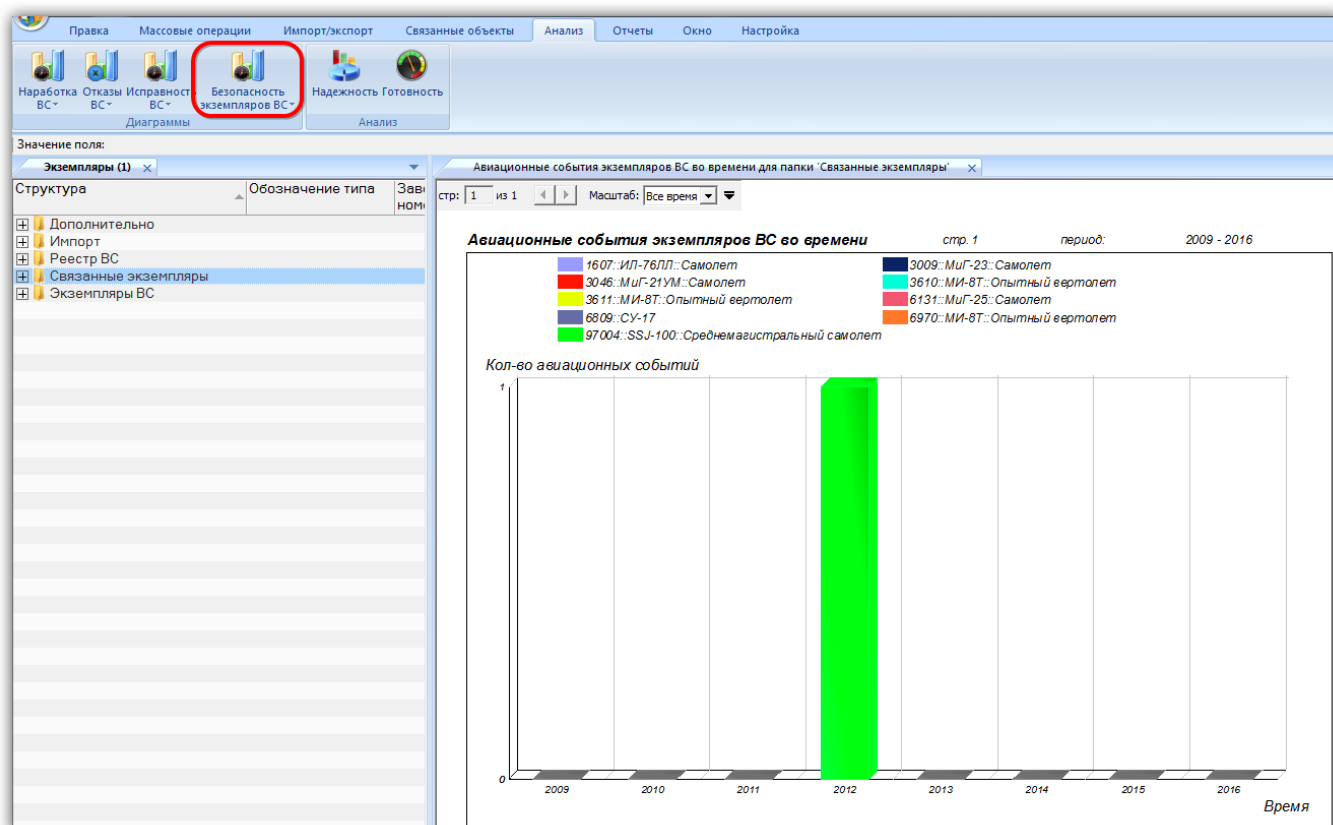 Правка Массовые операции Импорт/экспорт Связанные объекты Анализ Отчеты Окно Настройка
Наработка ВС Отказы ВС Исправность ВС Безопасность экземпляров ВС Надежность Готовность
Диаграммы Анализ
Значение поля:
Экземпляры (1)
Структура Обозначение типа Заво
номе
Дополнительно
Импорт
Реестр ВС
Связанные экземпляры
Экземпляры ВС
Авиационные события экземпляров ВС во времени для папки 'Связанные экземпляры'
стр: 1 из 1 Масштаб: Все время
Авиационные события экземпляров ВС во времени стр. 1 период: 2009 - 2016
1607::ИЛ-76ЛЛ::Самолет 3009::МиГ-23::Самолет
3046::МиГ-21УМ::Самолет 3610::МИ-8Т::Опытный вертолет
3611::МИ-8Т::Опытный вертолет 6131::МиГ-25::Самолет
6809::СУ-17 6970::МИ-8Т::Опытный вертолет
97004::SSJ-100::Среднемагистральный самолет
Кол-во авиационных событий
1
0
2009 2010 2011 2012 2013 2014 2015 2016
Время